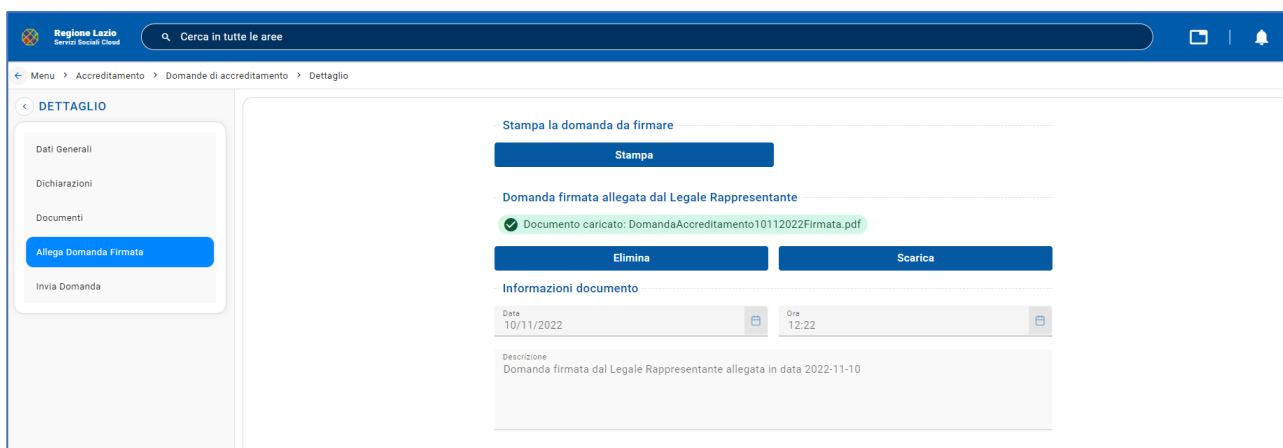 Regione Lazio
Servizi Sociali Cloud
Cerca in tutte le aree
Menu > Accreditamento > Domande di accreditamento > Dettaglio
DETTAGLIO
Dati Generali
Dichiarazioni
Documenti
Allega Domanda Firmata
Invia Domanda
Stampa la domanda da firmare
Stampa
Domanda firmata allegata dal Legale Rappresentante
Documento caricato: DomandaAccreditamento10112022Firmata.pdf
Elimina Scarica
Informazioni documento
Data Ora
10/11/2022 12:22
Descrizione
Domanda firmata dal Legale Rappresentante allegata in data 2022-11-10